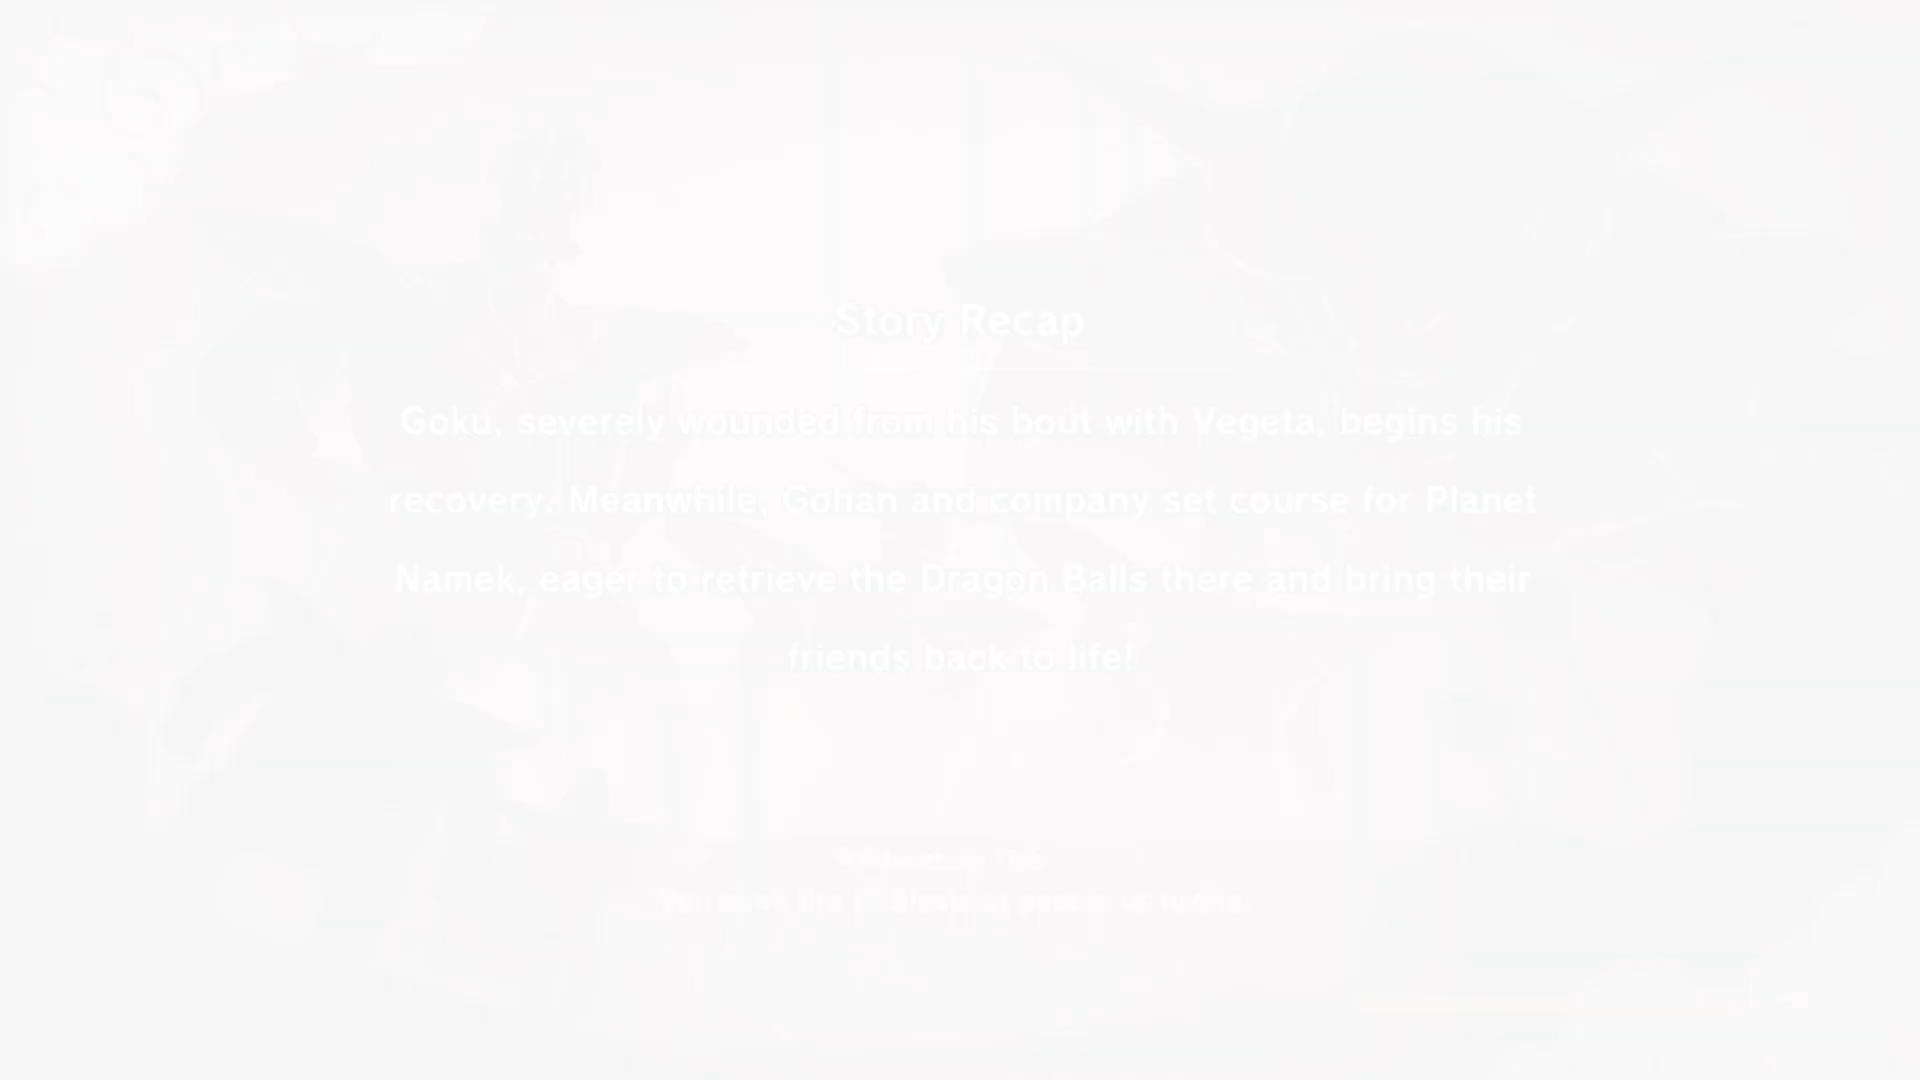 Story Recap
Goku, severely wounded from his bout with Vegeta, begins his
recovery. Meanwhile, Gohan and company set course for Planet
Namek, eager to retrieve the Dragon Balls there and bring their
friends back to life!